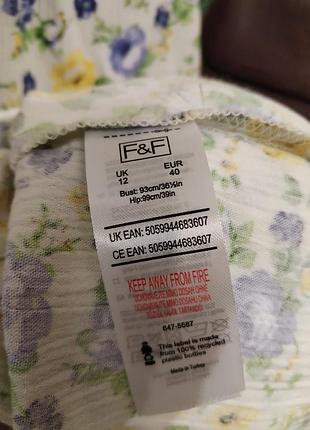 F&F
UK EUR
12 40
Bust: 93cm/36½in
Hip:99cm/39in
UK EAN: 5059944683607
CE EAN: 5059944683607
KEEP AWAY FROM FIRE
647-5687
This label is made
from 100% recycled
plastic bottles
Made in Turkey